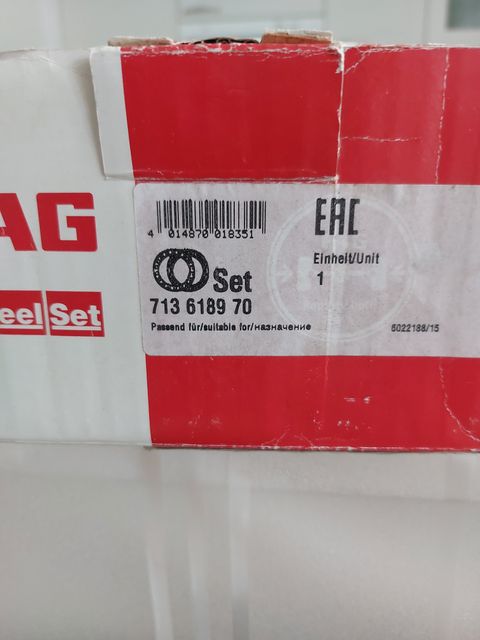 AG
eel Set
4 014870 018351
EAC
Set
Einheit/Unit
1
713 6189 70
Passend für/suitable for/назначение
6022188/15